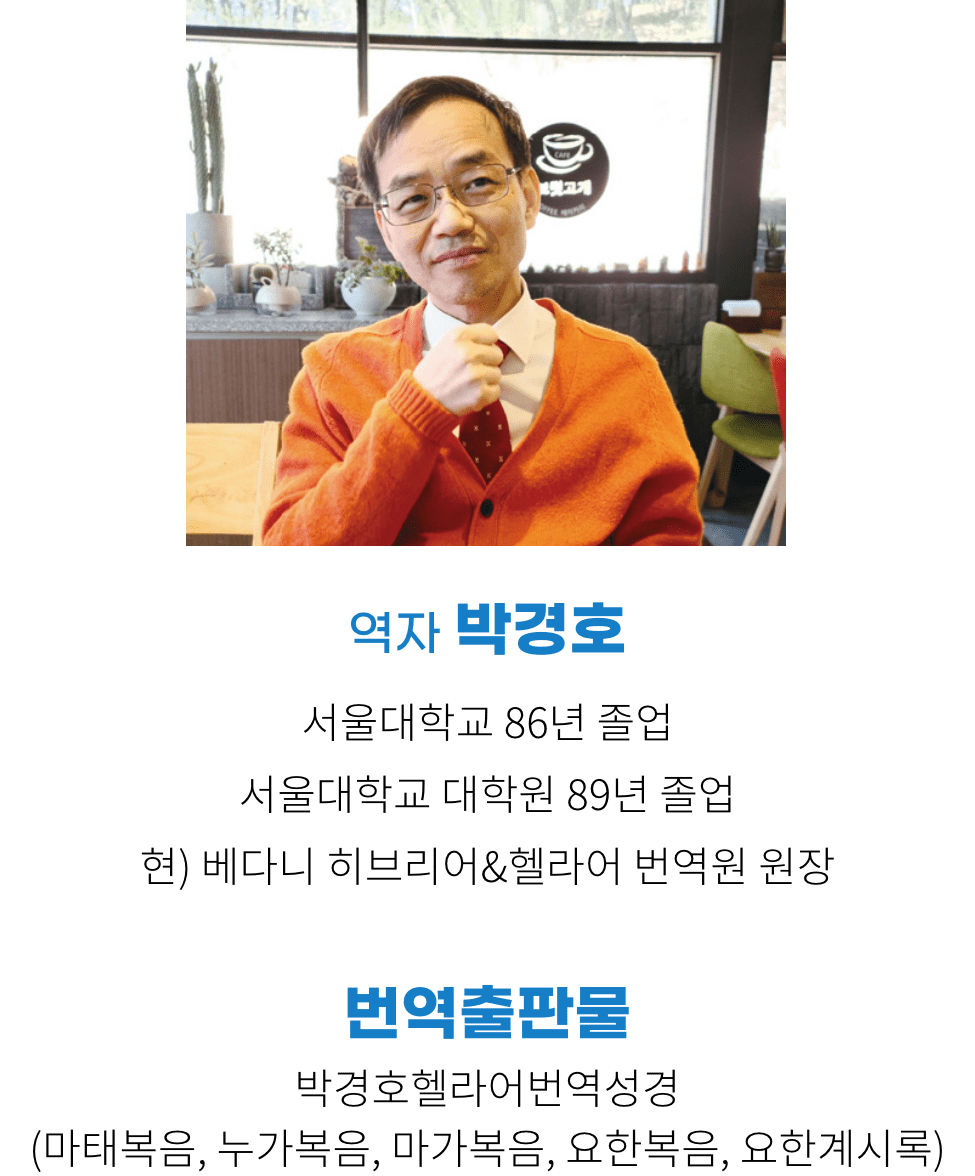 CAFE
역자 박경호
서울대학교 86년 졸업
서울대학교 대학원 89년 졸업
현) 베다니 히브리어&헬라어 번역원 원장
번역출판물
박경호헬라어번역성경
(마태복음, 누가복음, 마가복음, 요한복음, 요한계시록)